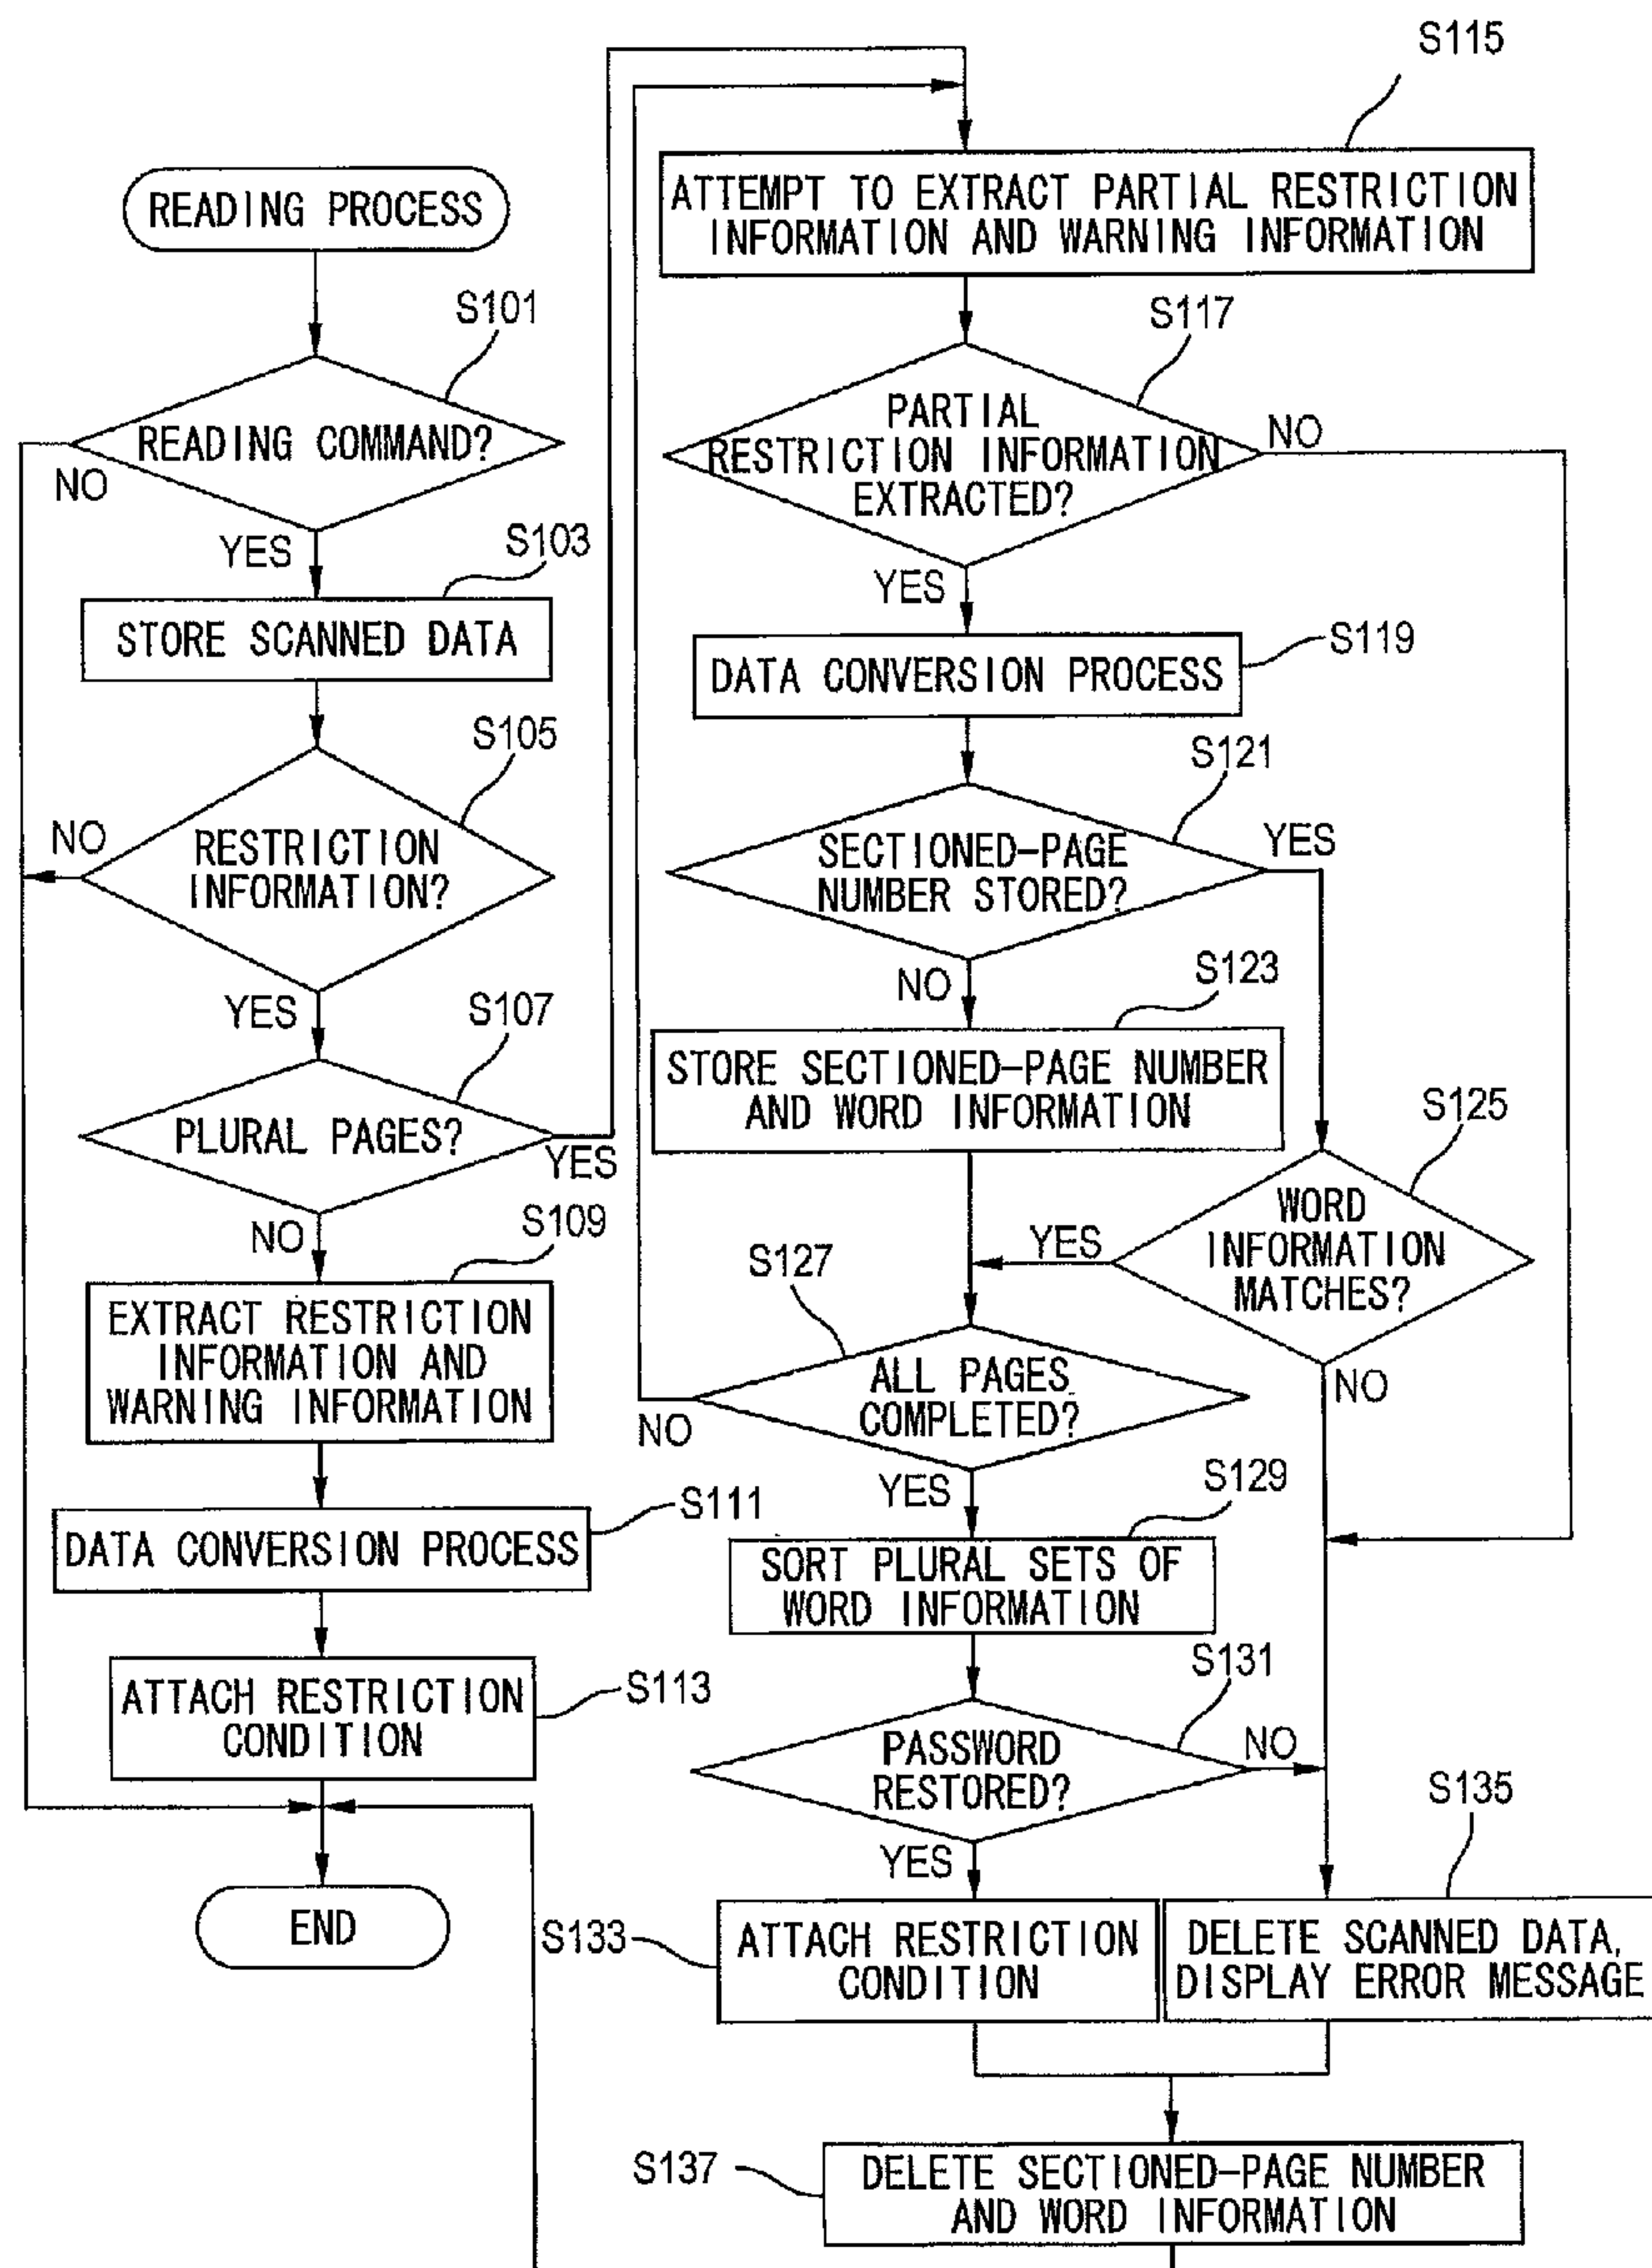 READING PROCESS
S101
READING COMMAND?
NO
YES
S103
STORE SCANNED DATA
S105
NO
RESTRICTION
INFORMATION?
YES
S107
PLURAL PAGES?
YES
NO
S109
EXTRACT RESTRICTION
INFORMATION AND
WARNING INFORMATION
S111
DATA CONVERSION PROCESS
S113
ATTACH RESTRICTION
CONDITION
END
S115
ATTEMPT TO EXTRACT PARTIAL RESTRICTION
INFORMATION AND WARNING INFORMATION
S117
PARTIAL
RESTRICTION INFORMATION
EXTRACTED?
NO
YES
S119
DATA CONVERSION PROCESS
S121
SECTIONED-PAGE
NUMBER STORED?
YES
NO
S123
STORE SECTIONED-PAGE NUMBER
AND WORD INFORMATION
S125
WORD
INFORMATION
MATCHES?
YES
NO
S127
ALL PAGES
COMPLETED?
NO
YES
S129
SORT PLURAL SETS OF
WORD INFORMATION
S131
PASSWORD
RESTORED?
NO
YES
S133
ATTACH RESTRICTION
CONDITION
S135
DELETE SCANNED DATA,
DISPLAY ERROR MESSAGE
S137
DELETE SECTIONED-PAGE NUMBER
AND WORD INFORMATION